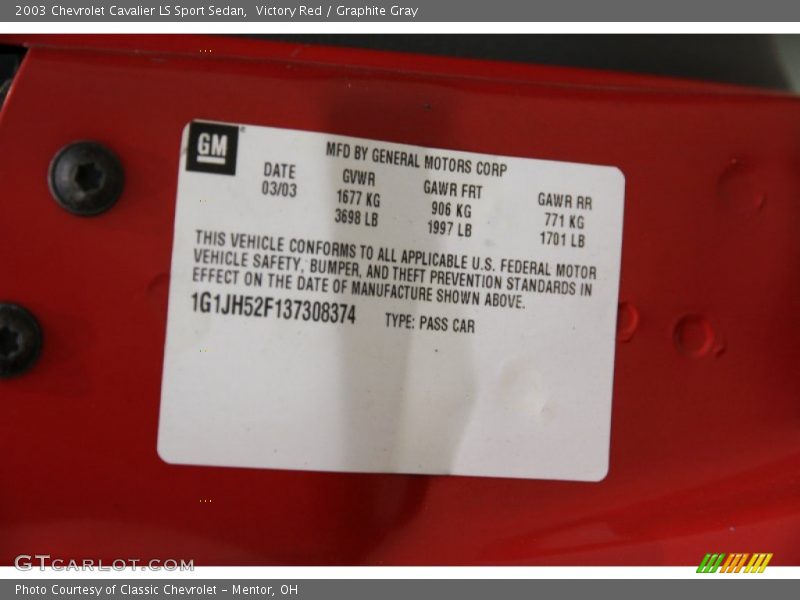 2003 Chevrolet Cavalier LS Sport Sedan, Victory Red / Graphite Gray
GM
MFD BY GENERAL MOTORS CORP
DATE GVWR GAWR FRT GAWR RR
03/03 1677 KG 906 KG 771 KG
3698 LB 1997 LB 1701 LB
THIS VEHICLE CONFORMS TO ALL APPLICABLE U.S. FEDERAL MOTOR
VEHICLE SAFETY, BUMPER, AND THEFT PREVENTION STANDARDS IN
EFFECT ON THE DATE OF MANUFACTURE SHOWN ABOVE.
1G1JH52F137308374 TYPE: PASS CAR
GTCARLOT.COM
Photo Courtesy of Classic Chevrolet - Mentor, OH